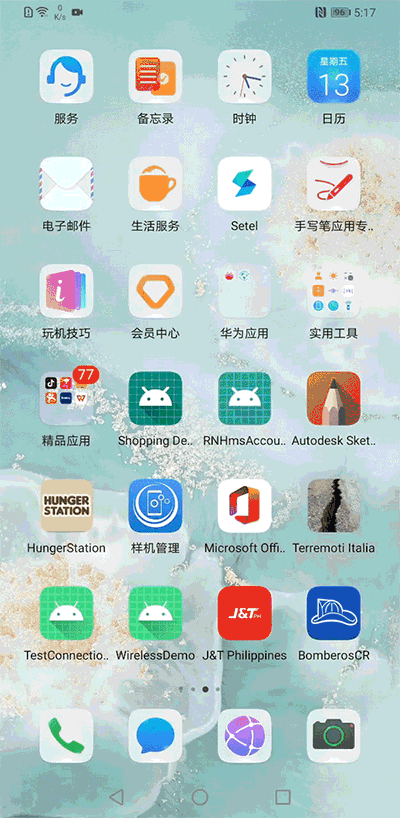 0
K/s
96
5:17
星期五
13
服务
备忘录
时钟
日历
电子邮件
生活服务
Setel
手写笔应用专..
玩机技巧
会员中心
华为应用
实用工具
77
精品应用
Shopping De..
RNHmsAccou..
Autodesk Sket..
HUNGER
STATION
J&T PH
HungerStation
样机管理
Microsoft Offi..
Terremoti Italia
TestConnectio..
WirelessDemo
J&T Philippines
BomberosCR